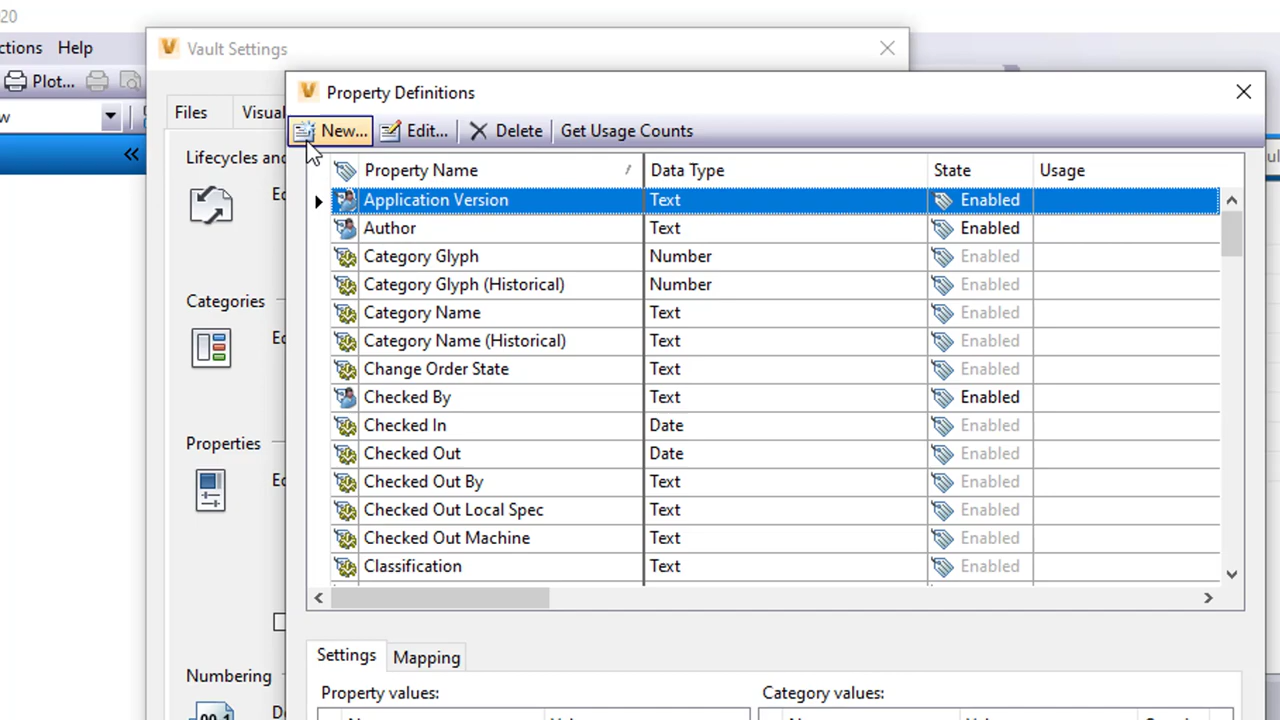 20
ctions Help
Vault Settings
Plot...
Property Definitions
Files Visual
New... Edit... Delete Get Usage Counts
w
Lifecycles and
Property Name / Data Type State Usage
Application Version Text Enabled
Author Text Enabled
Category Glyph Number Enabled
Category Glyph (Historical) Number Enabled
Categories
Category Name Text Enabled
Category Name (Historical) Text Enabled
Change Order State Text Enabled
Checked By Text Enabled
Checked In Date Enabled
Properties
Checked Out Date Enabled
Checked Out By Text Enabled
Checked Out Local Spec Text Enabled
Checked Out Machine Text Enabled
Classification Text Enabled
Settings Mapping
Numbering
Property values: Category values: